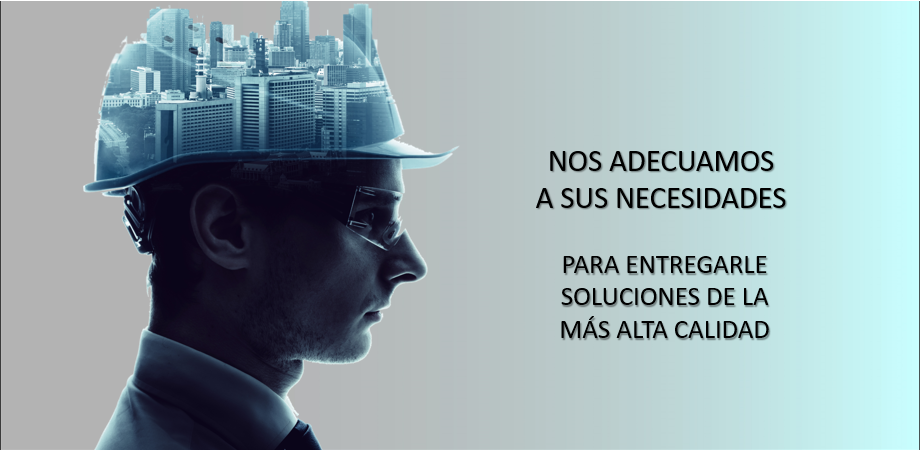 NOS ADECUAMOS
A SUS NECESIDADES
PARA ENTREGARLE
SOLUCIONES DE LA
MÁS ALTA CALIDAD